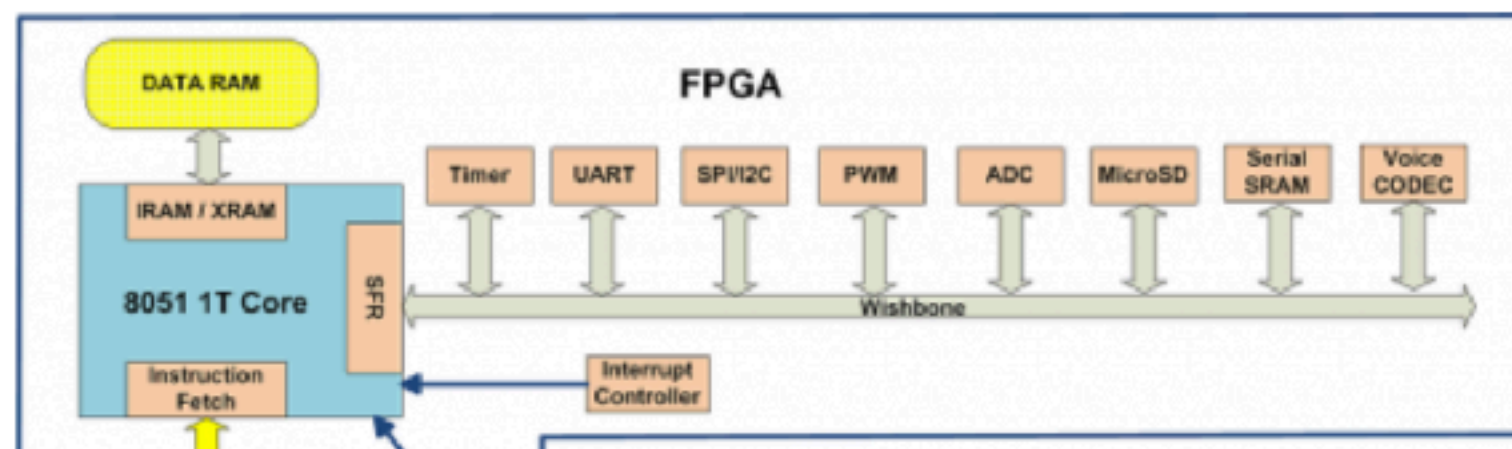 DATA RAM
FPGA
Timer
UART
SPI/I2C
PWM
ADC
MicroSD
Serial
SRAM
Voice
CODEC
IRAM / XRAM
SFR
8051 1T Core
Wishbone
Instruction
Fetch
Interrupt
Controller